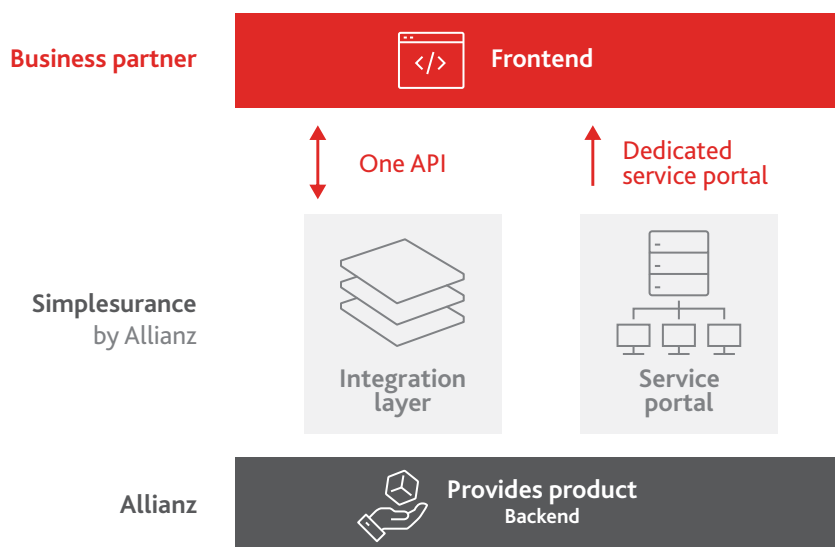 Business partner
</>
Frontend
One API
Dedicated
service portal
Simplesurance
by Allianz
Integration
layer
Service
portal
Allianz
Provides product
Backend